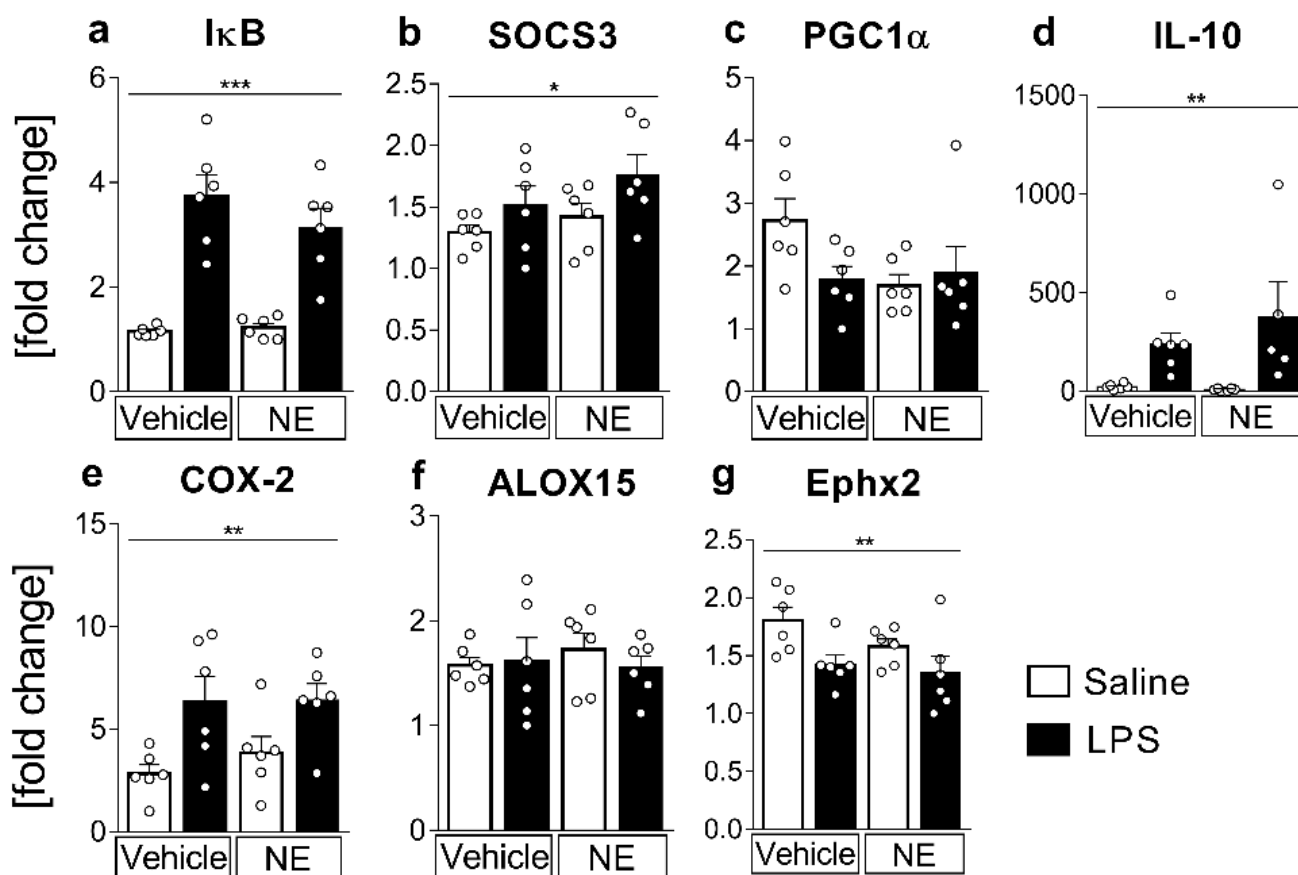 a IκB
b SOCS3
c PGC1α
d IL-10
[fold change]
6
4
2
0
***
Vehicle NE
2.5
2.0
1.5
1.0
0.5
0.0
*
Vehicle NE
5
4
3
2
1
0
Vehicle NE
1500
1000
500
0
**
Vehicle NE
e COX-2
f ALOX15
g Ephx2
[fold change]
15
10
5
0
**
Vehicle NE
3
2
1
0
Vehicle NE
2.5
2.0
1.5
1.0
0.5
0.0
**
Vehicle NE
Saline
LPS